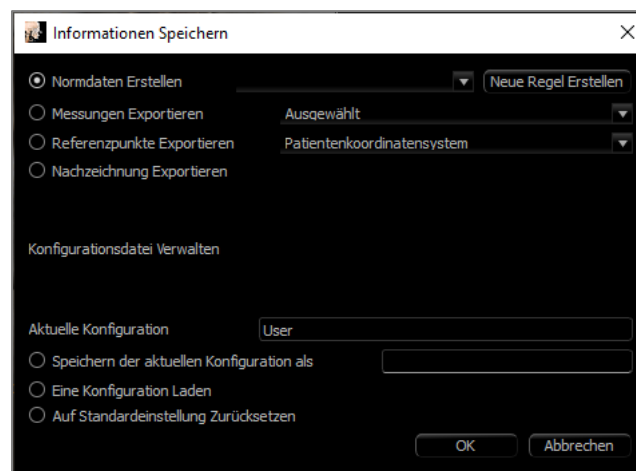 Informationen Speichern
Normdaten Erstellen Neue Regel Erstellen
Messungen Exportieren Ausgewählt
Referenzpunkte Exportieren Patientenkoordinatensystem
Nachzeichnung Exportieren
Konfigurationsdatei Verwalten
Aktuelle Konfiguration User
Speichern der aktuellen Konfiguration als
Eine Konfiguration Laden
Auf Standardeinstellung Zurücksetzen
OK Abbrechen